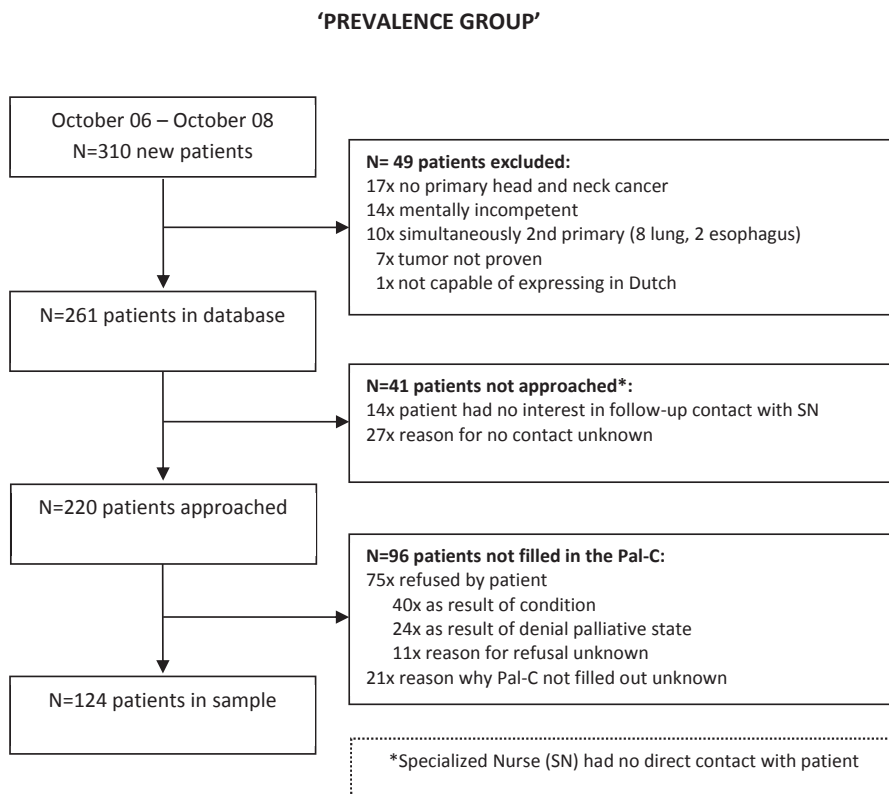 ‘PREVALENCE GROUP’
October 06 – October 08
N=310 new patients
N= 49 patients excluded:
17x no primary head and neck cancer
14x mentally incompetent
10x simultaneously 2nd primary (8 lung, 2 esophagus)
7x tumor not proven
1x not capable of expressing in Dutch
N=261 patients in database
N=41 patients not approached*:
14x patient had no interest in follow-up contact with SN
27x reason for no contact unknown
N=220 patients approached
N=96 patients not filled in the Pal-C:
75x refused by patient
40x as result of condition
24x as result of denial palliative state
11x reason for refusal unknown
21x reason why Pal-C not filled out unknown
N=124 patients in sample
*Specialized Nurse (SN) had no direct contact with patient